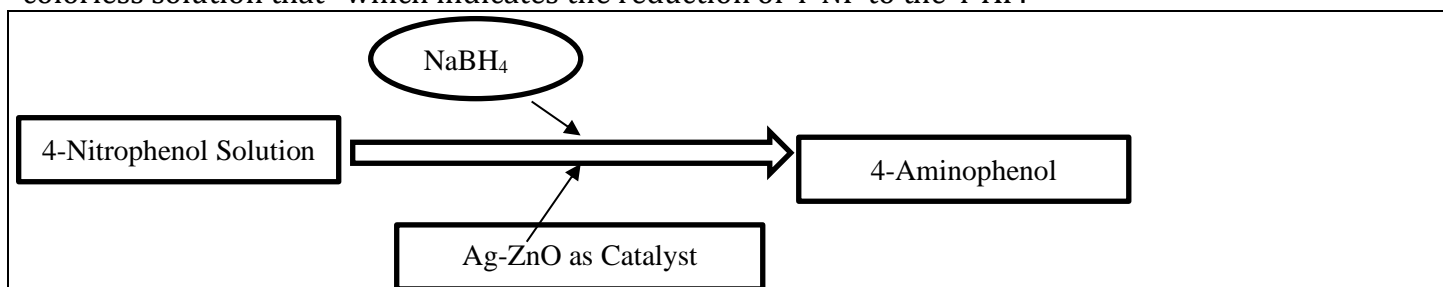 NaBH₄
4-Nitrophenol Solution
4-Aminophenol
Ag-ZnO as Catalyst